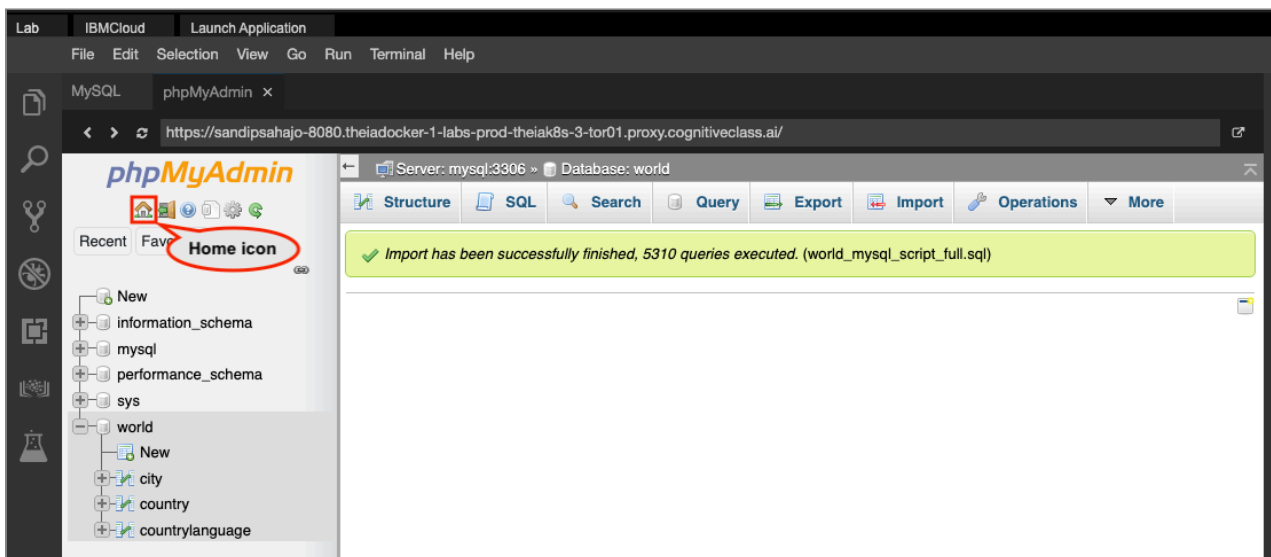 Lab IBMCloud Launch Application
File Edit Selection View Go Run Terminal Help
MySQL phpMyAdmin ×
https://sandipsahajo-8080.theiadocker-1-labs-prod-theiak8s-3-tor01.proxy.cognitiveclass.ai/
phpMyAdmin
Recent Favo
Home icon
New
information_schema
mysql
performance_schema
sys
world
New
city
country
countrylanguage
Server: mysql:3306 » Database: world
Structure SQL Search Query Export Import Operations More
Import has been successfully finished, 5310 queries executed. (world_mysql_script_full.sql)